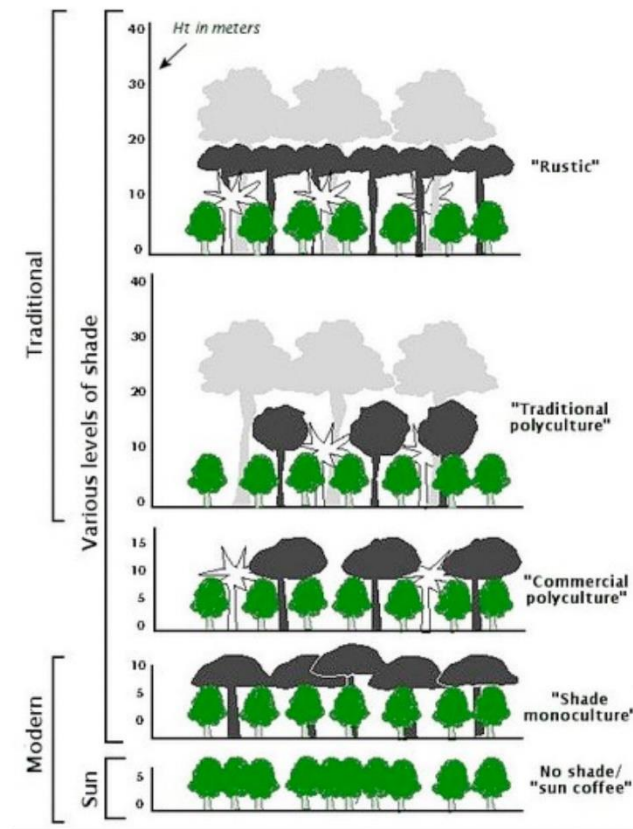 Ht in meters
40
30
20
10
0
"Rustic"
40
30
20
10
0
"Traditional
polyculture"
15
10
5
0
"Commercial
polyculture"
10
5
0
"Shade
monoculture"
5
0
No shade/
"sun coffee"
Traditional
Various levels of shade
Modern
Sun